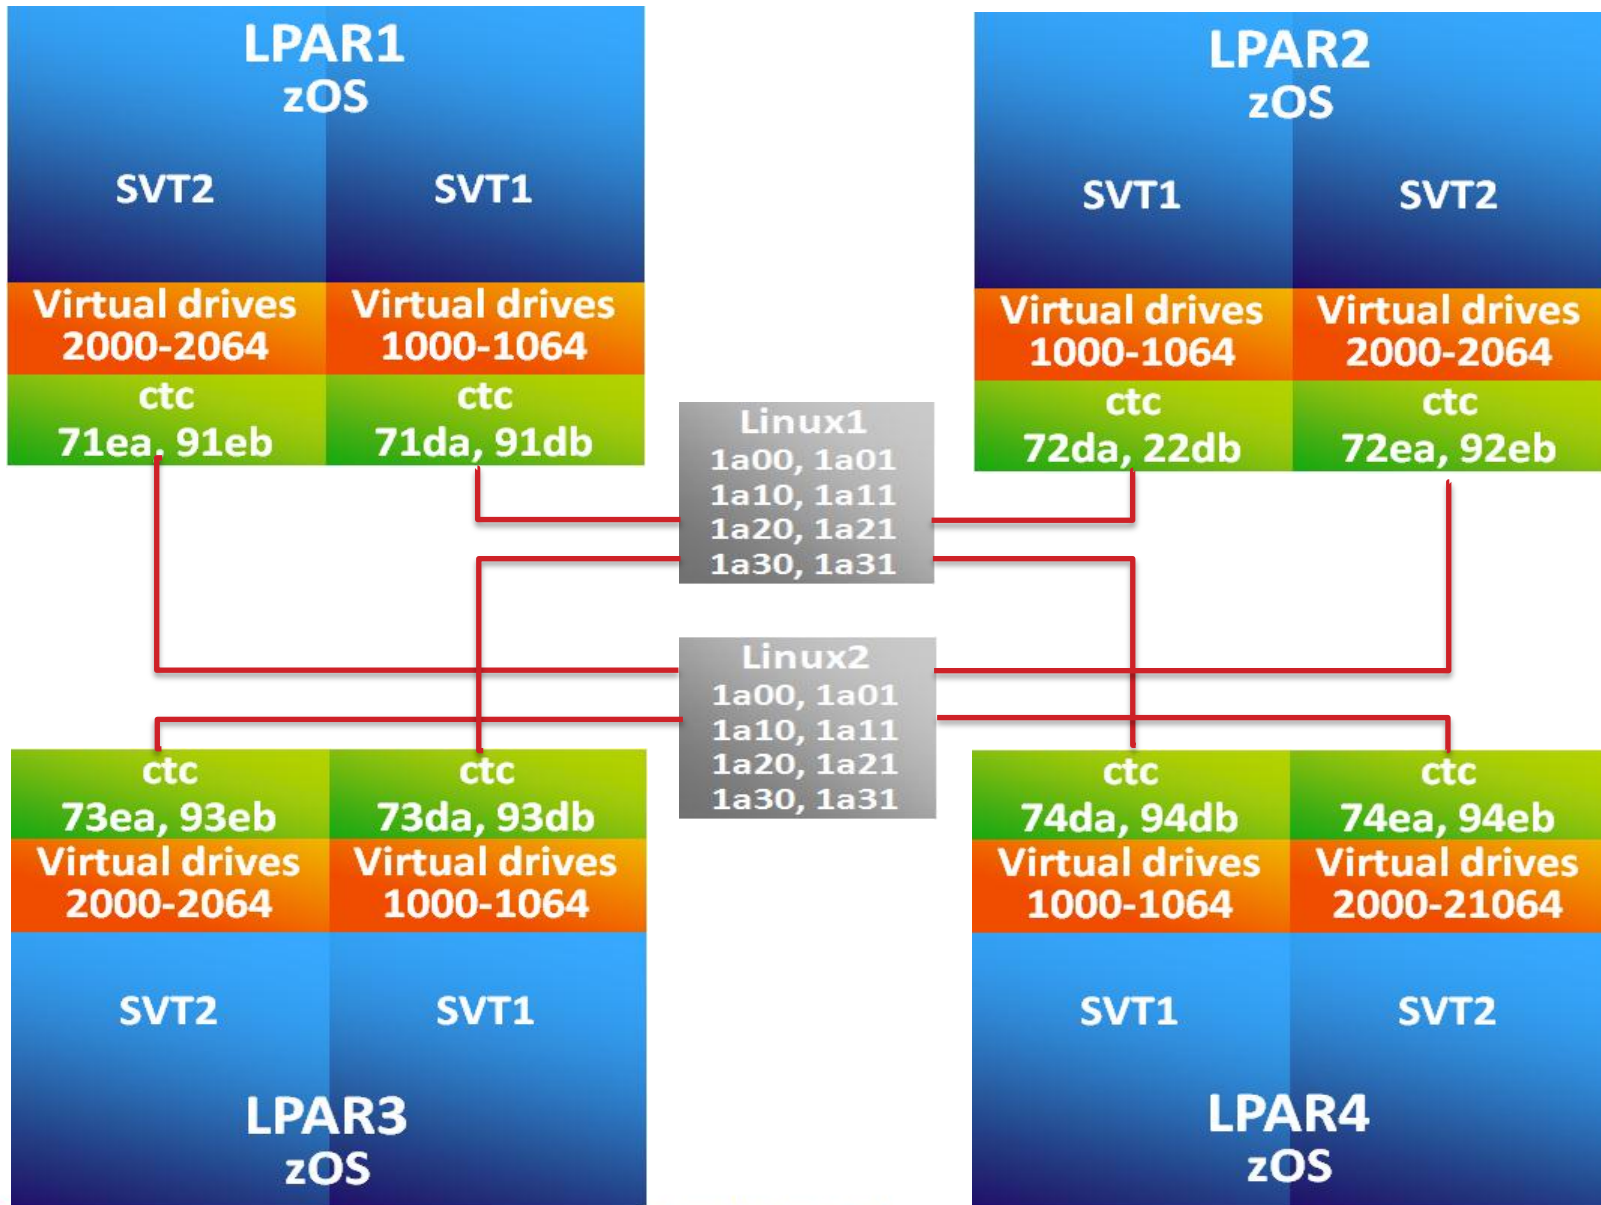 LPAR1
zOS
SVT2
SVT1
Virtual drives
2000-2064
Virtual drives
1000-1064
ctc
71ea, 91eb
ctc
71da, 91db
LPAR2
zOS
SVT1
SVT2
Virtual drives
1000-1064
Virtual drives
2000-2064
ctc
72da, 22db
ctc
72ea, 92eb
Linux1
1a00, 1a01
1a10, 1a11
1a20, 1a21
1a30, 1a31
Linux2
1a00, 1a01
1a10, 1a11
1a20, 1a21
1a30, 1a31
ctc
73ea, 93eb
ctc
73da, 93db
Virtual drives
2000-2064
Virtual drives
1000-1064
SVT2
SVT1
LPAR3
zOS
ctc
74da, 94db
ctc
74ea, 94eb
Virtual drives
1000-1064
Virtual drives
2000-21064
SVT1
SVT2
LPAR4
zOS